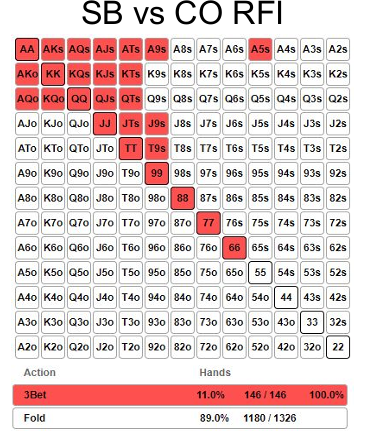 SB vs CO RFI
AA AKs AQs AJs ATs A9s A8s A7s A6s A5s A4s A3s A2s
AKo KK KQs KJs KTs K9s K8s K7s K6s K5s K4s K3s K2s
AQo KQo QQ QJs QTs Q9s Q8s Q7s Q6s Q5s Q4s Q3s Q2s
AJo KJo QJo JJ JTs J9s J8s J7s J6s J5s J4s J3s J2s
ATo KTo QTo JTo TT T9s T8s T7s T6s T5s T4s T3s T2s
A9o K9o Q9o J9o T9o 99 98s 97s 96s 95s 94s 93s 92s
A8o K8o Q8o J8o T8o 98o 88 87s 86s 85s 84s 83s 82s
A7o K7o Q7o J7o T7o 97o 87o 77 76s 75s 74s 73s 72s
A6o K6o Q6o J6o T6o 96o 86o 76o 66 65s 64s 63s 62s
A5o K5o Q5o J5o T5o 95o 85o 75o 65o 55 54s 53s 52s
A4o K4o Q4o J4o T4o 94o 84o 74o 64o 54o 44 43s 42s
A3o K3o Q3o J3o T3o 93o 83o 73o 63o 53o 43o 33 32s
A2o K2o Q2o J2o T2o 92o 82o 72o 62o 52o 42o 32o 22
Action Hands
3Bet 11.0% 146 / 146 100.0%
Fold 89.0% 1180 / 1326